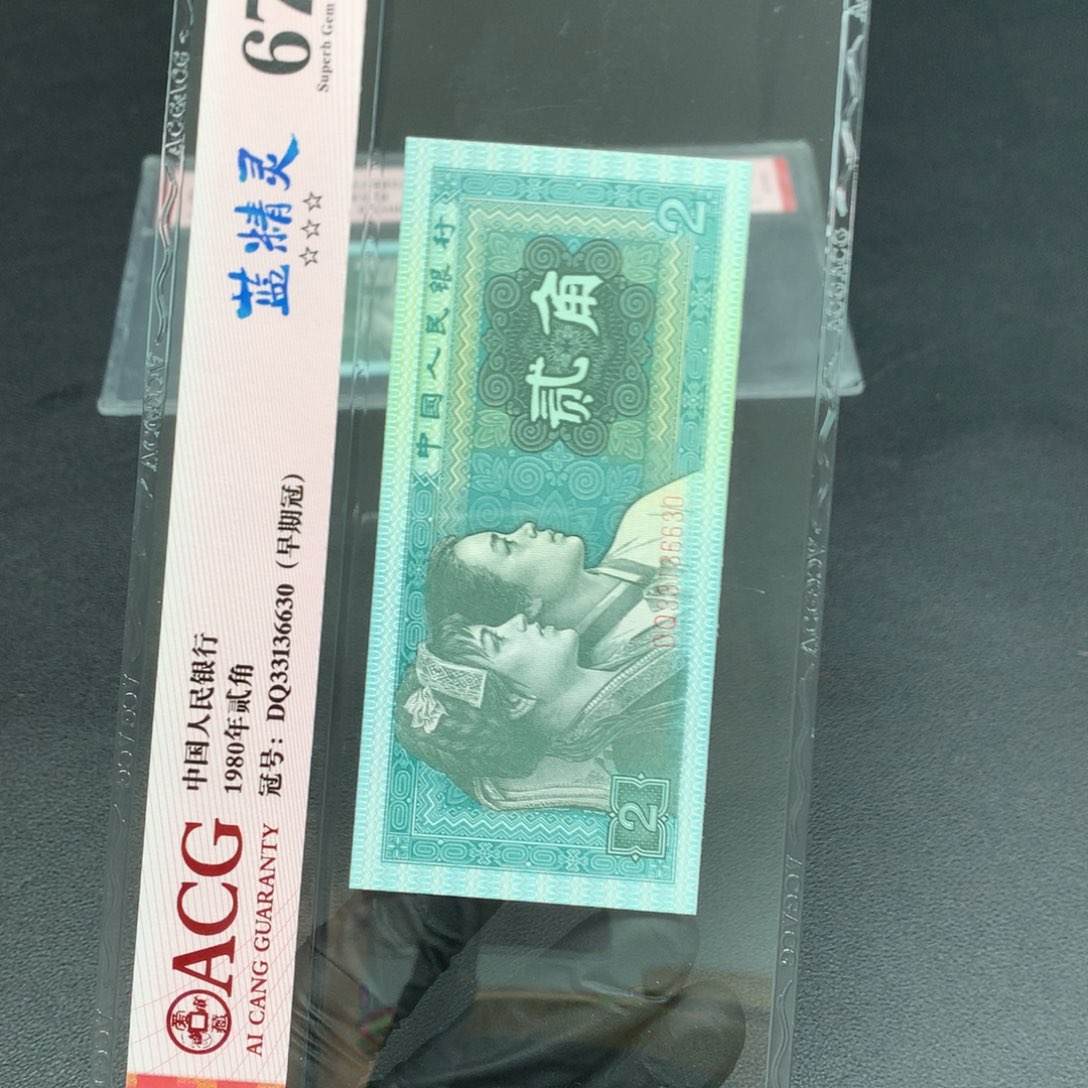 ACG
AI CANG GUARANTY
中国人民银行
1980年贰角
冠号：DQ33136630（早期冠）
蓝精灵
☆☆☆
67
Superb Gem
中国人民银行
贰角
2
2
DQ33136630